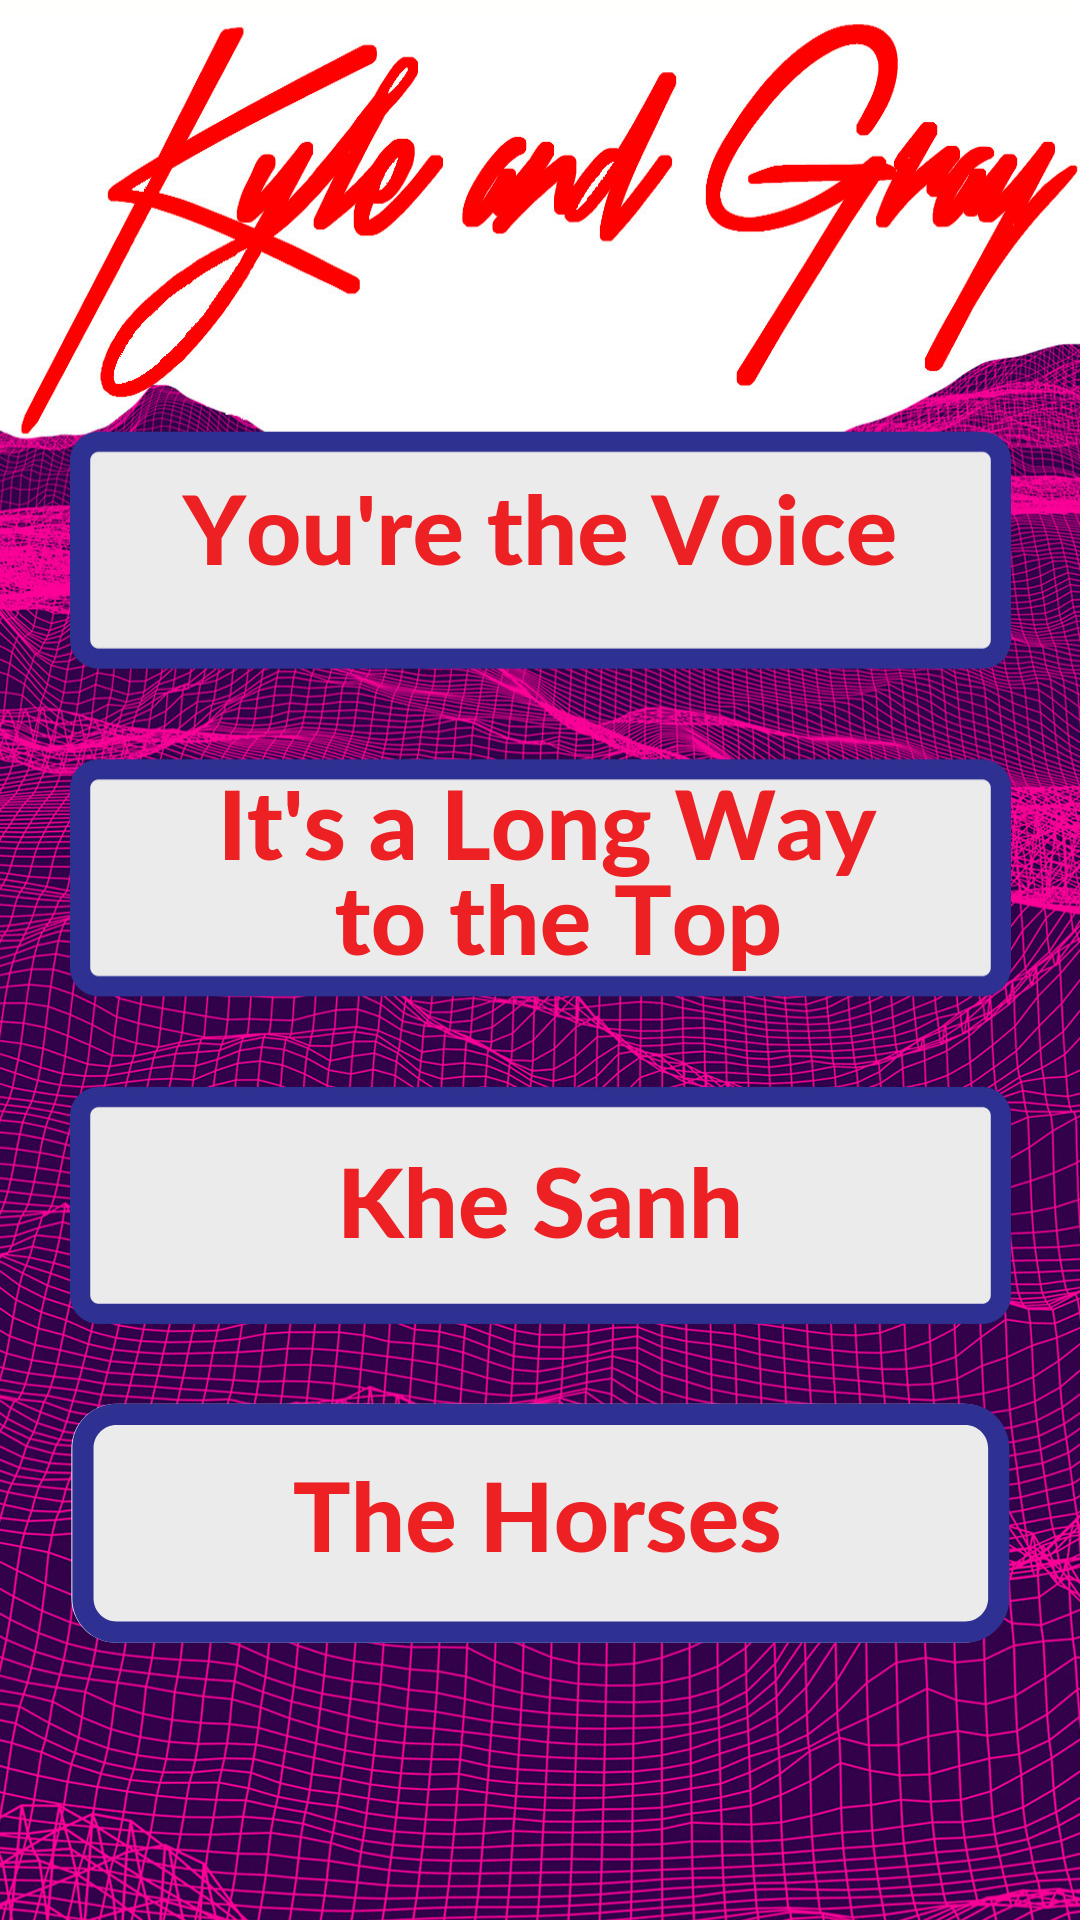 Kyle and Gray
You're the Voice
It's a Long Way
to the Top
Khe Sanh
The Horses